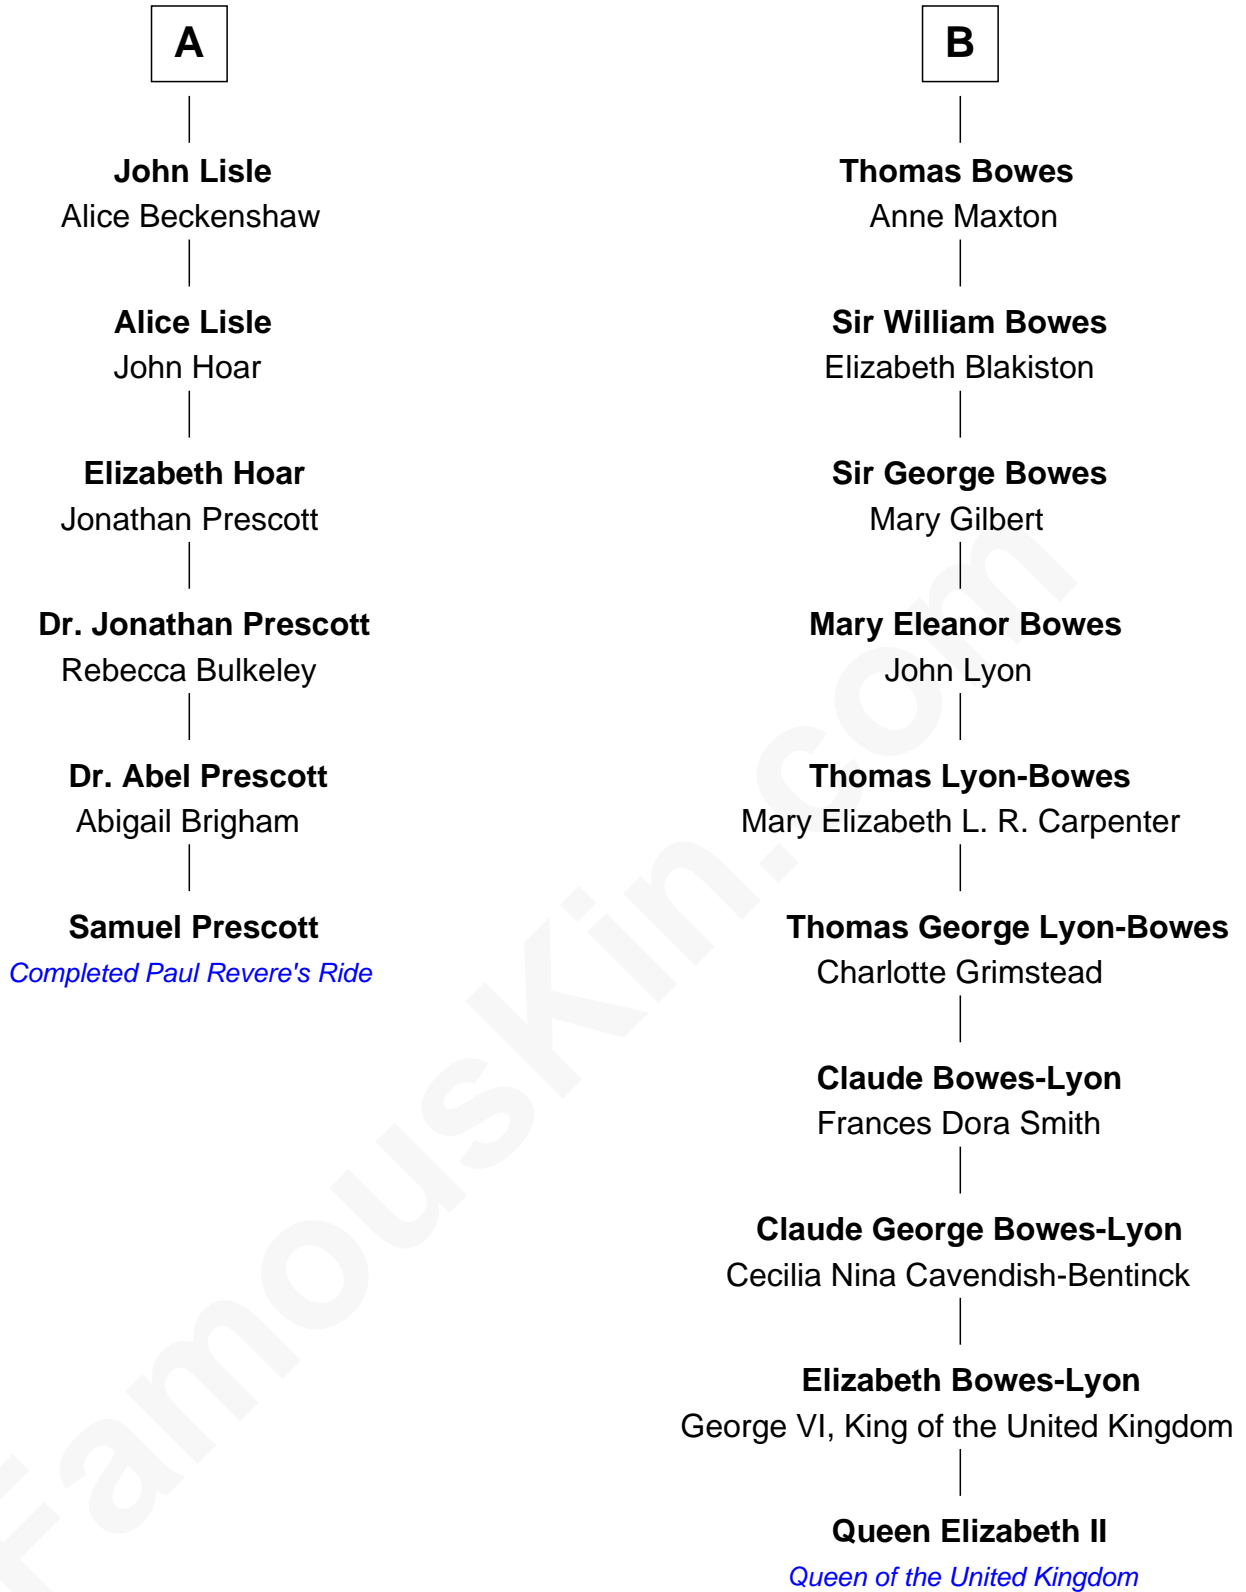 A
John Lisle
Alice Beckenshaw
Alice Lisle
John Hoar
Elizabeth Hoar
Jonathan Prescott
Dr. Jonathan Prescott
Rebecca Bulkeley
Dr. Abel Prescott
Abigail Brigham
Samuel Prescott
Completed Paul Revere's Ride
B
Thomas Bowes
Anne Maxton
Sir William Bowes
Elizabeth Blakiston
Sir George Bowes
Mary Gilbert
Mary Eleanor Bowes
John Lyon
Thomas Lyon-Bowes
Mary Elizabeth L. R. Carpenter
Thomas George Lyon-Bowes
Charlotte Grimstead
Claude Bowes-Lyon
Frances Dora Smith
Claude George Bowes-Lyon
Cecilia Nina Cavendish-Bentinck
Elizabeth Bowes-Lyon
George VI, King of the United Kingdom
Queen Elizabeth II
Queen of the United Kingdom
FamousKin.com